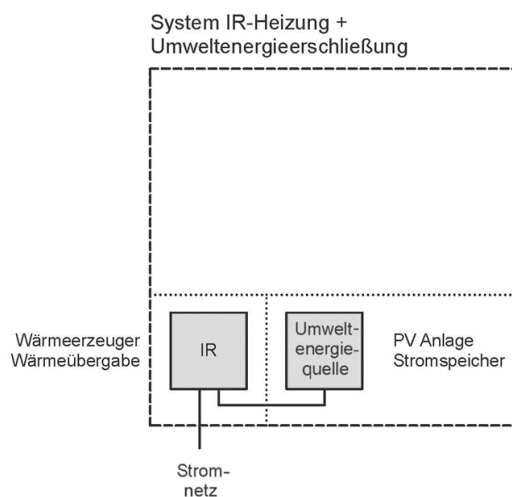 System IR-Heizung +
Umweltenergieerschließung
Wärmeerzeuger
Wärmeübergabe
IR
Umwelt-
energie-
quelle
PV Anlage
Stromspeicher
Strom-
netz